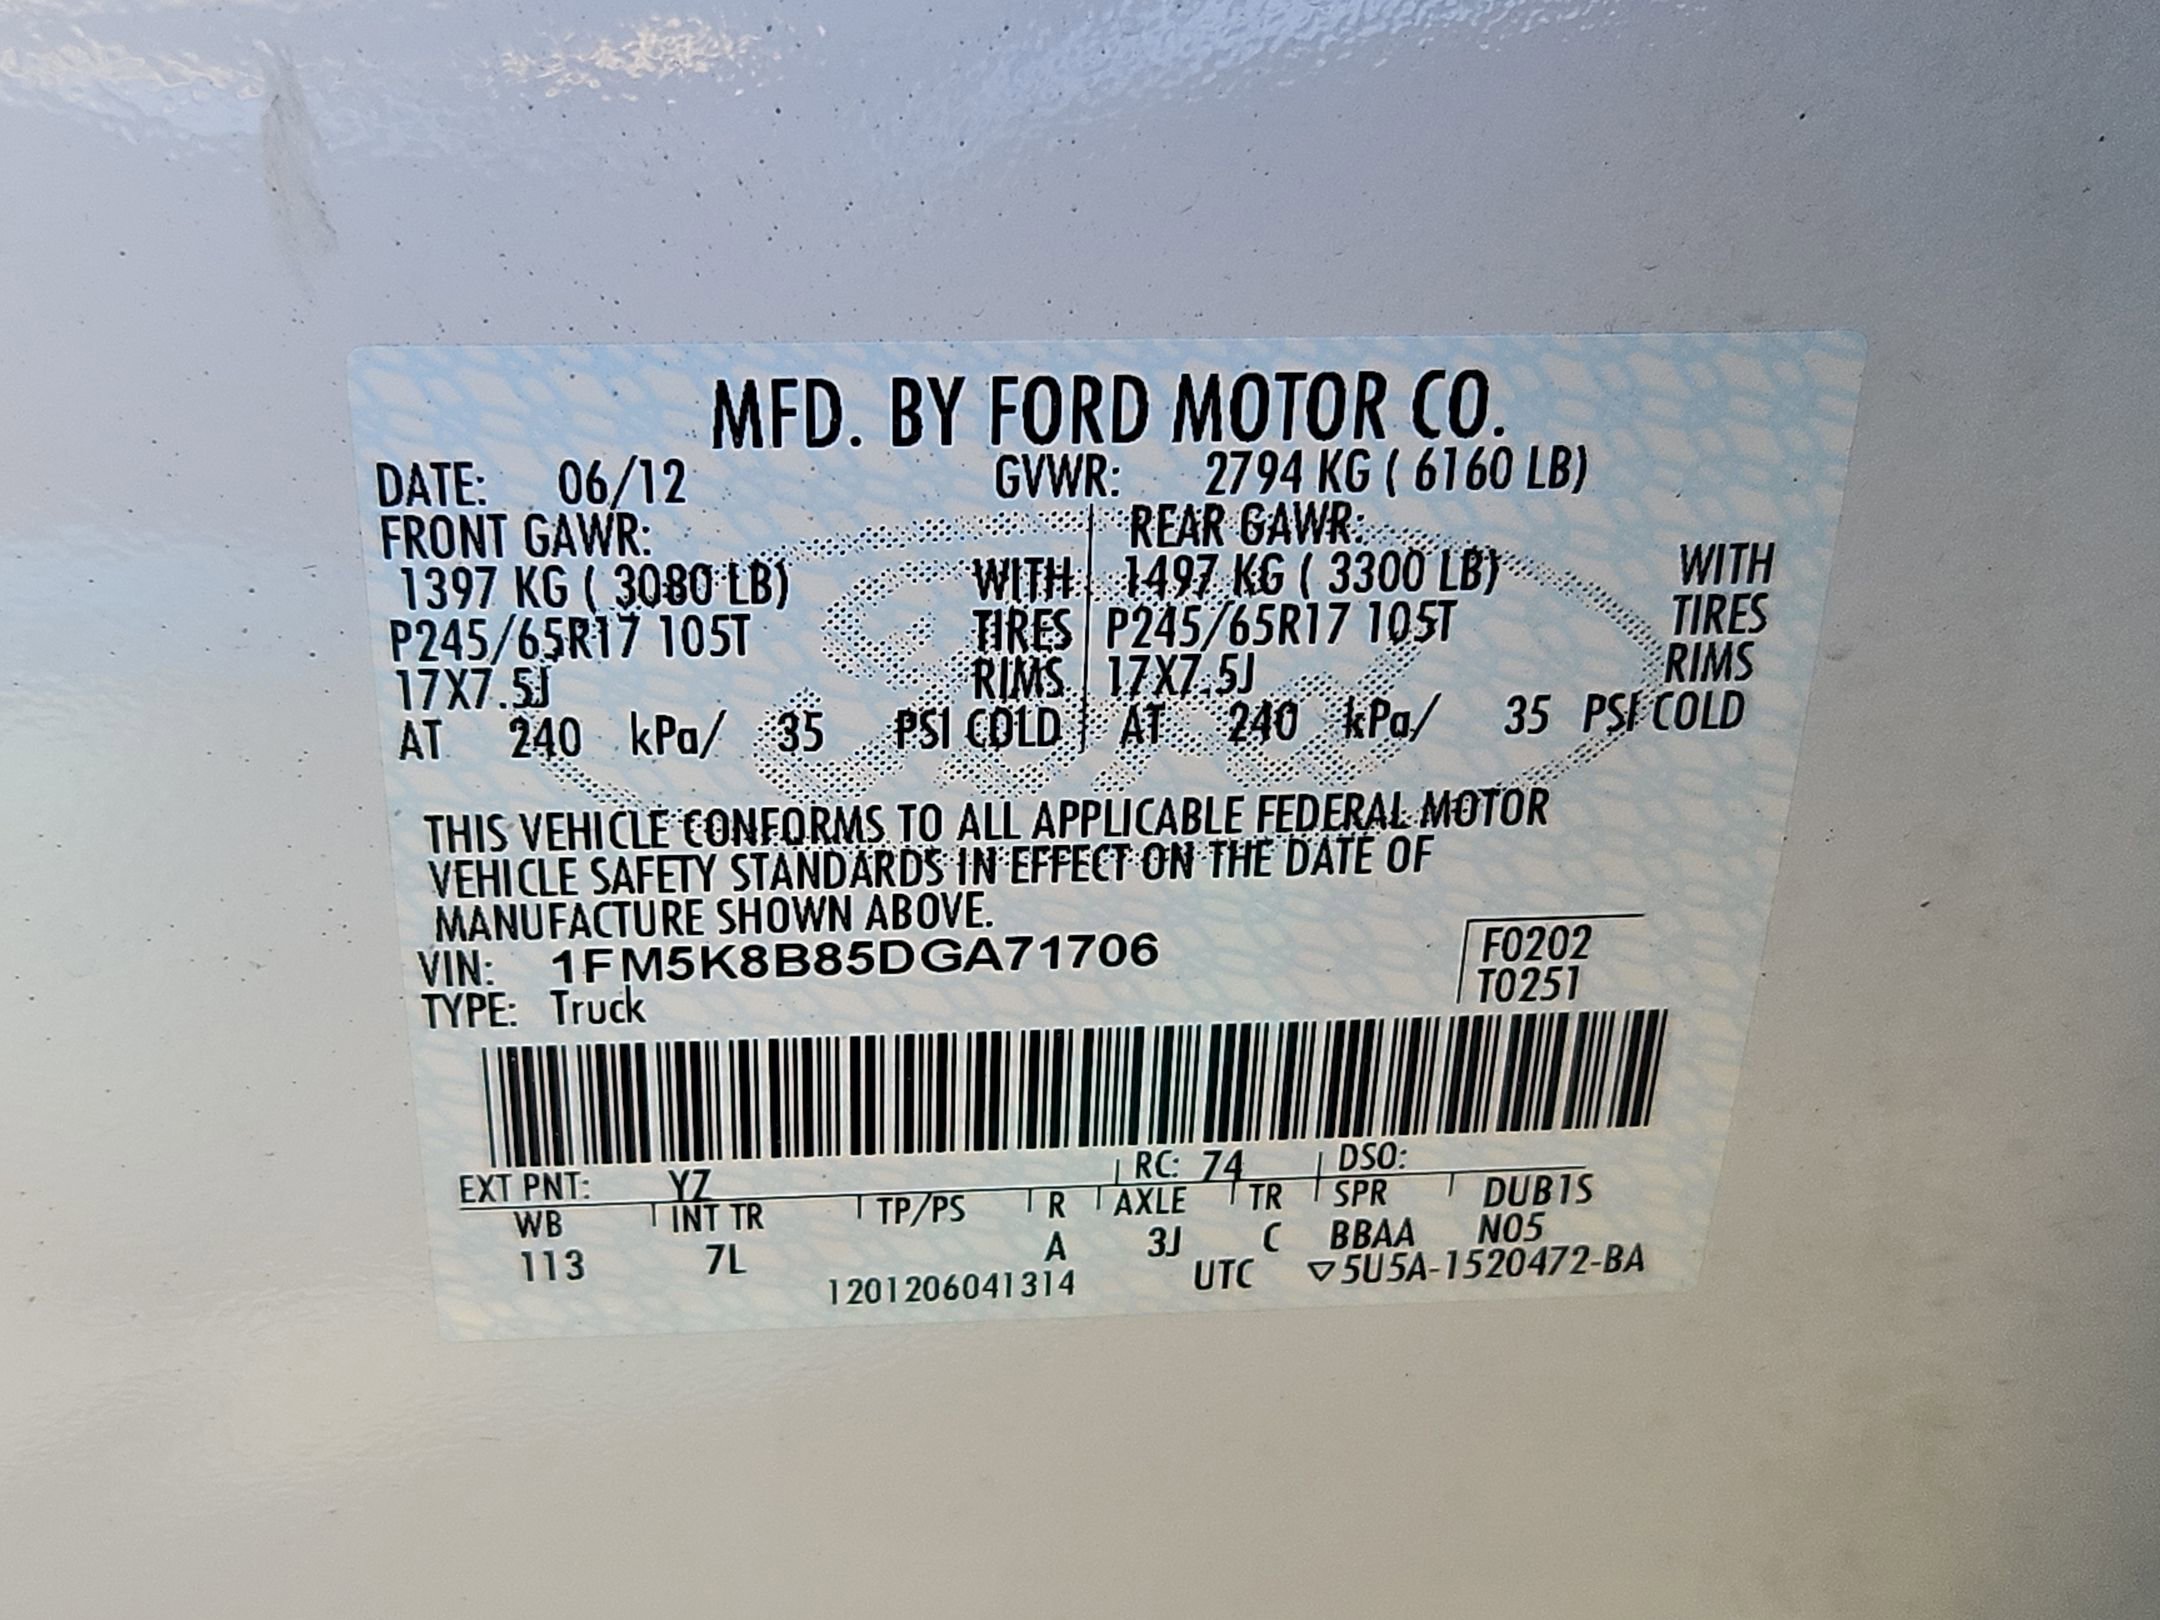 MFD. BY FORD MOTOR CO.
DATE: 06/12 GVWR: 2794 KG ( 6160 LB)
FRONT GAWR: REAR GAWR:
1397 KG ( 3080 LB) WITH 1497 KG ( 3300 LB) WITH
P245/65R17 105T TIRES P245/65R17 105T TIRES
17X7.5J RIMS 17X7.5J RIMS
AT 240 kPa/ 35 PSI COLD AT 240 kPa/ 35 PSI COLD
THIS VEHICLE CONFORMS TO ALL APPLICABLE FEDERAL MOTOR
VEHICLE SAFETY STANDARDS IN EFFECT ON THE DATE OF
MANUFACTURE SHOWN ABOVE.
VIN: 1FM5K8B85DGA71706
F0202
TYPE: Truck
T0251
EXT PNT: YZ RC: 74 DSO:
WB INT TR TP/PS R AXLE TR SPR DUB1S
113 7L A 3J C BBAA N05
1201206041314 UTC ▽5U5A-1520472-BA